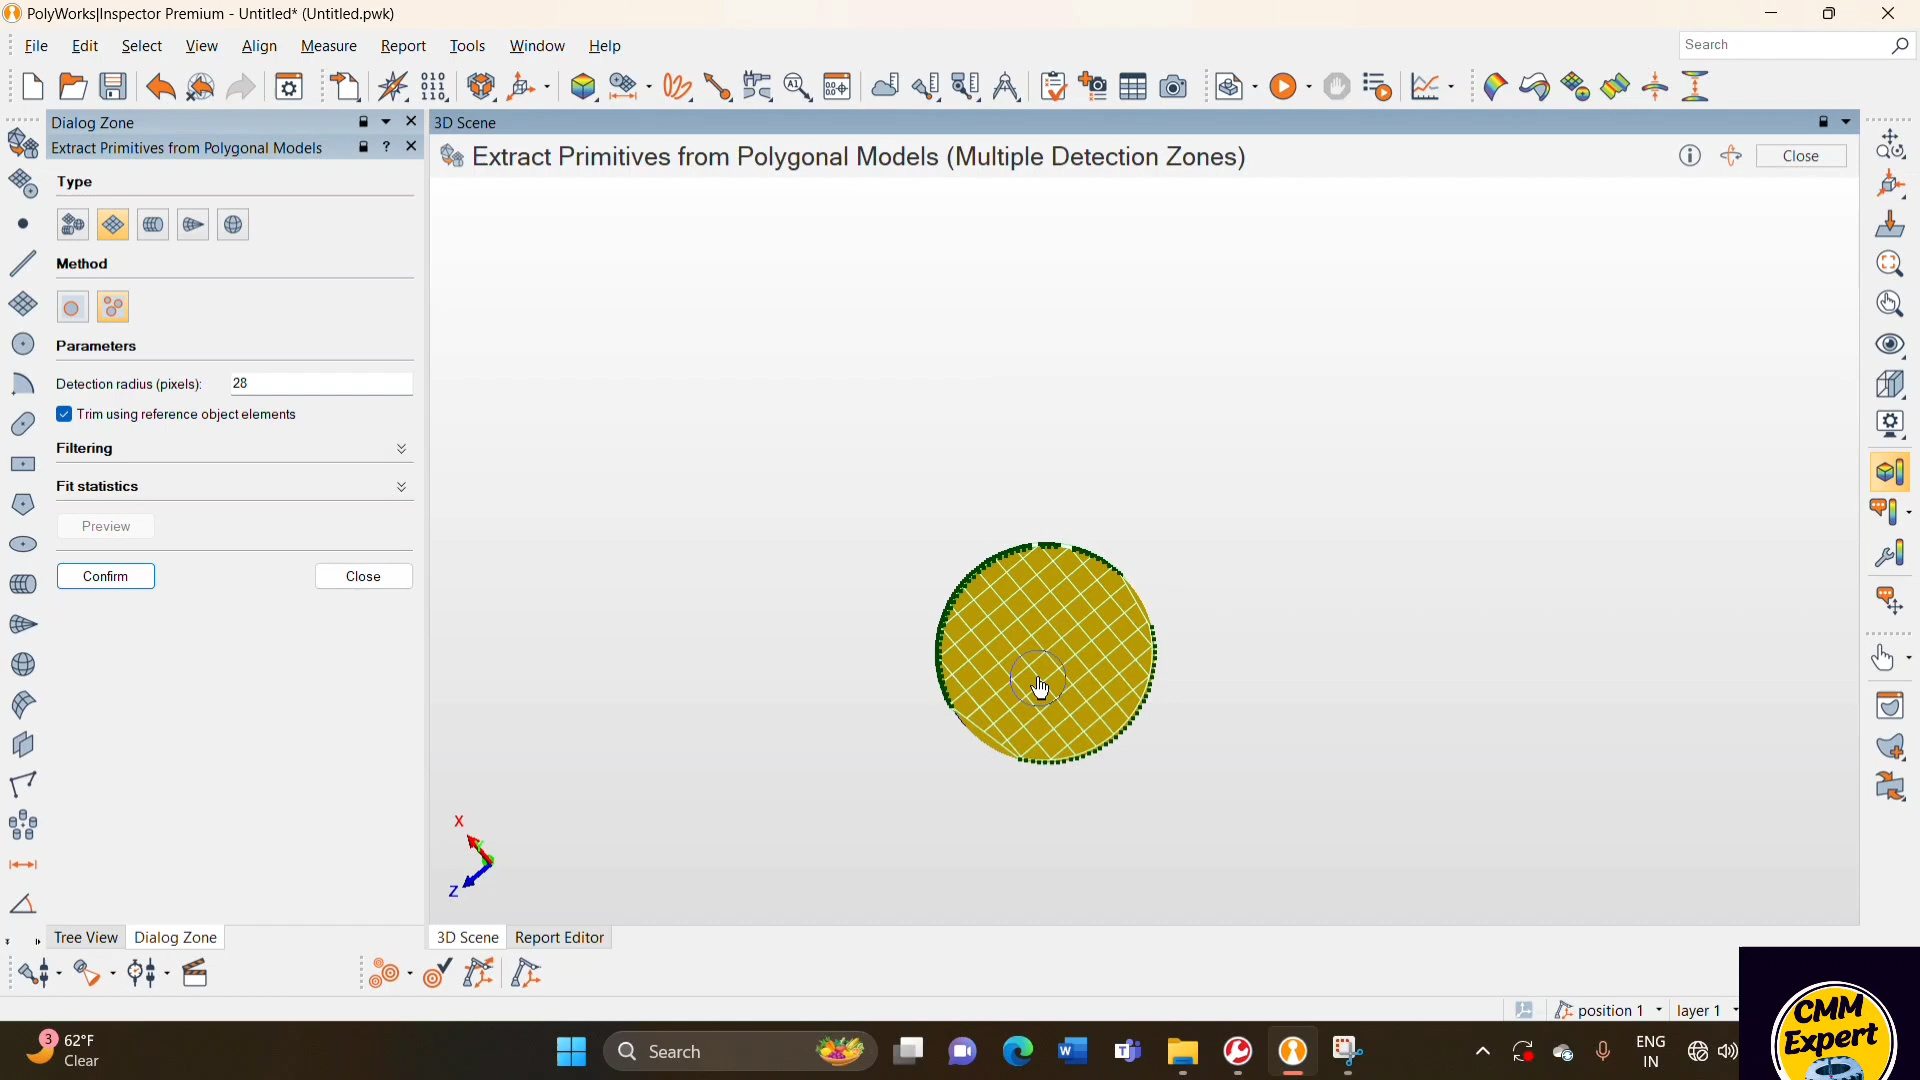 PolyWorks|Inspector Premium - Untitled* (Untitled.pwk)
File Edit Select View Align Measure Report Tools Window Help
Search
Dialog Zone
3D Scene
Extract Primitives from Polygonal Models
Extract Primitives from Polygonal Models (Multiple Detection Zones)
Close
Type
Method
Parameters
Detection radius (pixels): 28
Trim using reference object elements
Filtering
Fit statistics
Preview
Confirm
Close
X
Z
Tree View
Dialog Zone
3D Scene
Report Editor
position 1
layer 1
3
62°F
Clear
Search
ENG
IN
CMM
Expert